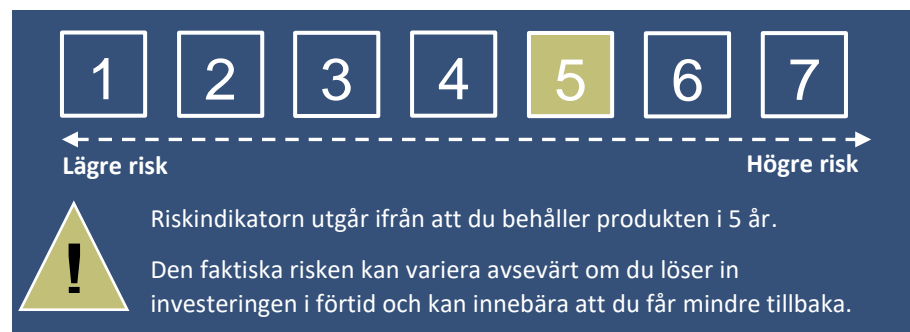 1 2 3 4 5 6 7
Lägre risk Högre risk
Riskindikatorn utgår ifrån att du behåller produkten i 5 år.
! Den faktiska risken kan variera avsevärt om du löser in
investeringen i förtid och kan innebära att du får mindre tillbaka.